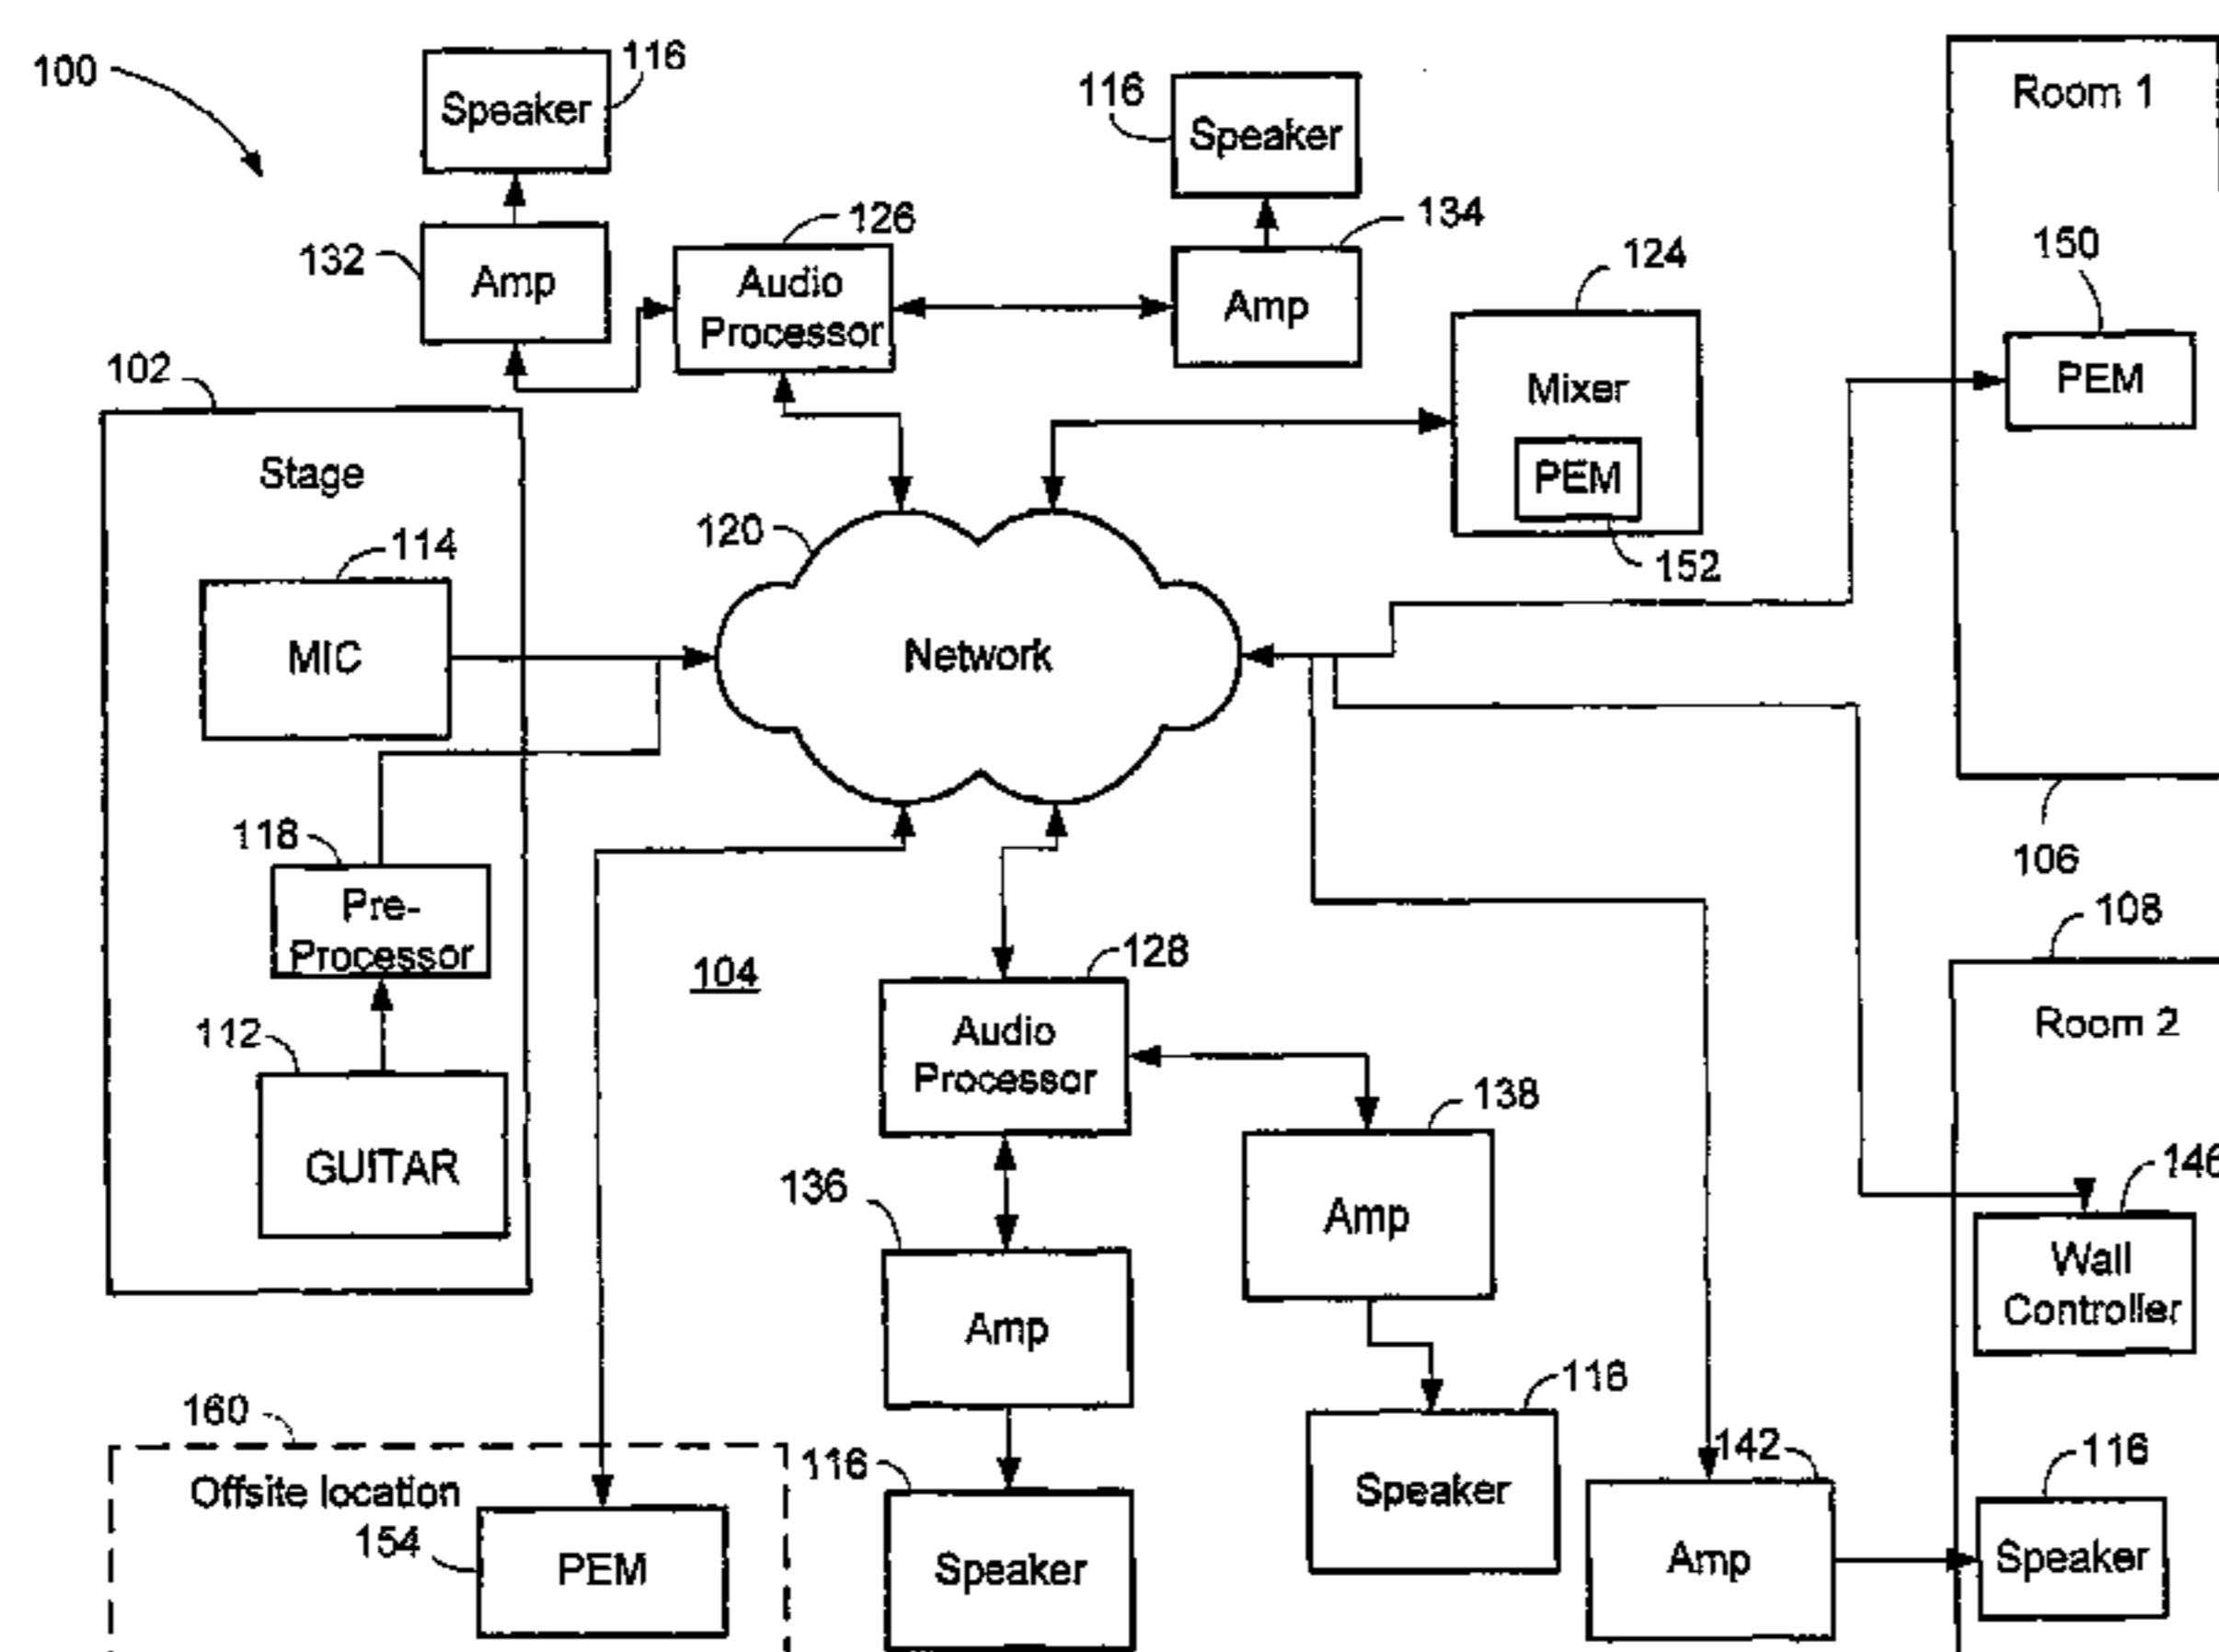 100
Speaker
116
116
Speaker
Room 1
132
Amp
126
Audio
Processor
134
Amp
124
Mixer
PEM
152
150
PEM
102
Stage
114
MIC
120
Network
118
Pre-
Processor
112
GUITAR
104
106
128
Audio
Processor
108
Room 2
138
Amp
136
Amp
146
Wall
Controller
160
Offsite location
154
PEM
116
Speaker
116
Speaker
142
Amp
116
Speaker